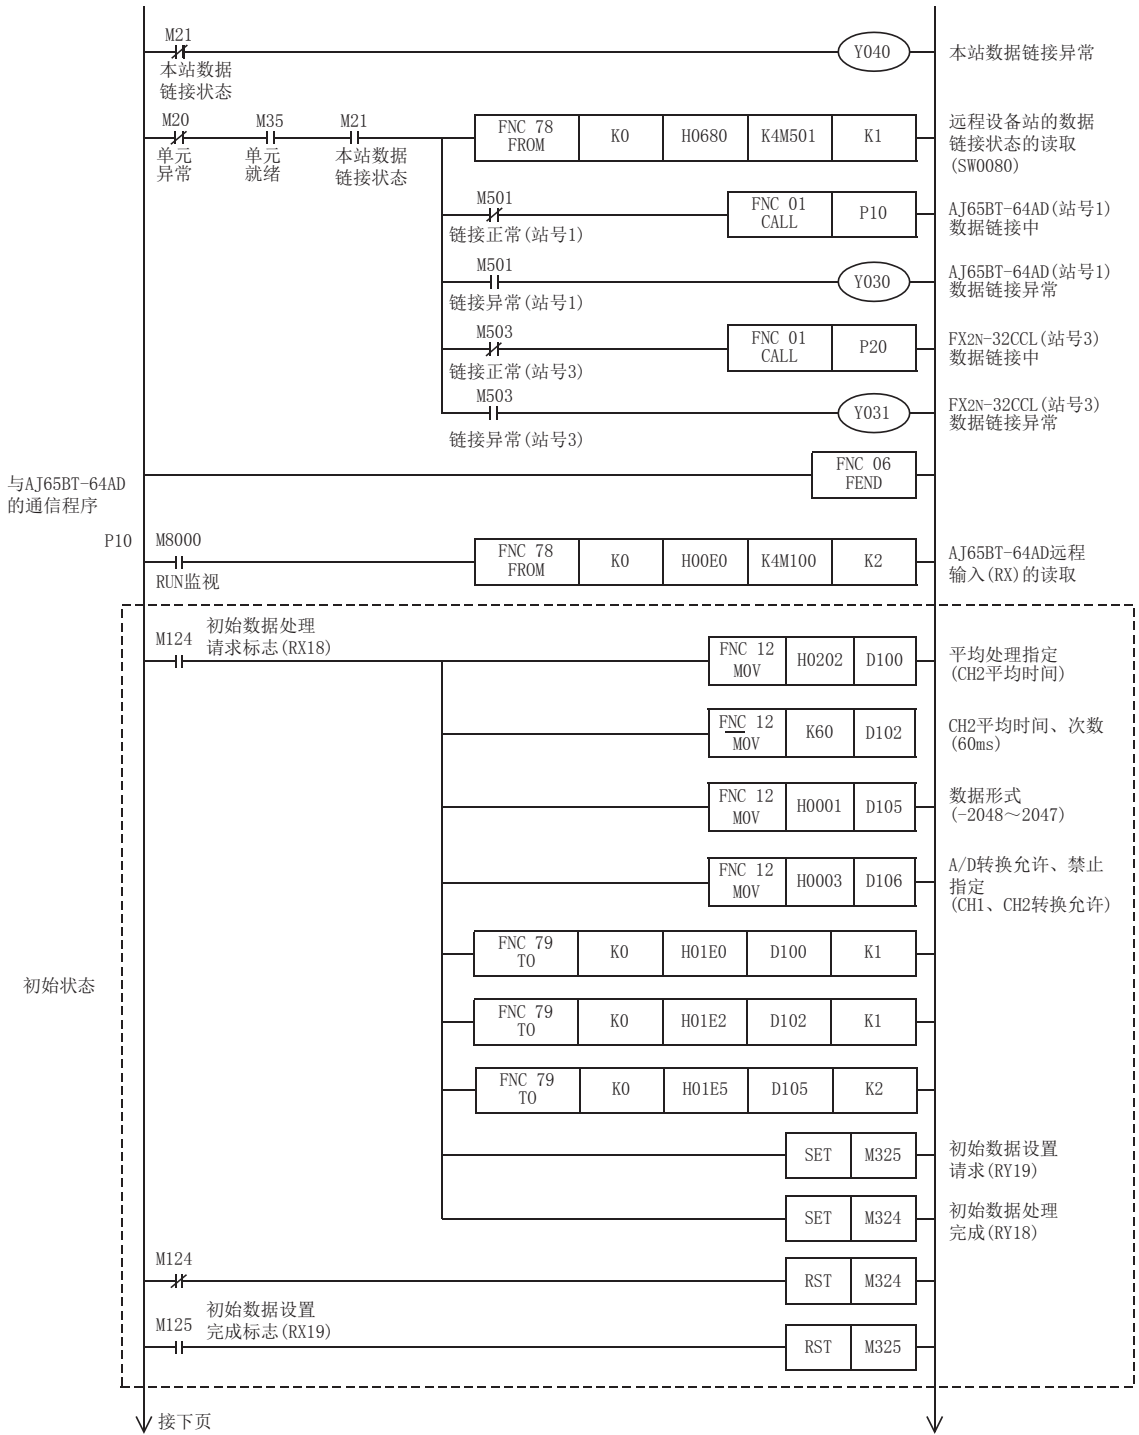 M21
Y040
本站数据链接异常
本站数据
链接状态
M20
M35
M21
单元
异常
单元
就绪
本站数据
链接状态
FNC 78
FROM
K0
H0680
K4M501
K1
远程设备站的数据
链接状态的读取
(SW0080)
M501
链接正常(站号1)
FNC 01
CALL
P10
AJ65BT-64AD(站号1)
数据链接中
M501
链接异常(站号1)
Y030
AJ65BT-64AD(站号1)
数据链接异常
M503
链接正常(站号3)
FNC 01
CALL
P20
FX2N-32CCL(站号3)
数据链接中
M503
链接异常(站号3)
Y031
FX2N-32CCL(站号3)
数据链接异常
FNC 06
FEND
与AJ65BT-64AD
的通信程序
P10
M8000
RUN监视
FNC 78
FROM
K0
H00E0
K4M100
K2
AJ65BT-64AD远程
输入(RX)的读取
M124
初始数据处理
请求标志(RX18)
FNC 12
MOV
H0202
D100
平均处理指定
(CH2平均时间)
FNC 12
MOV
K60
D102
CH2平均时间、次数
(60ms)
FNC 12
MOV
H0001
D105
数据形式
(-2048～2047)
FNC 12
MOV
H0003
D106
A/D转换允许、禁止
指定
(CH1、CH2转换允许)
FNC 79
TO
K0
H01E0
D100
K1
初始状态
FNC 79
TO
K0
H01E2
D102
K1
FNC 79
TO
K0
H01E5
D105
K2
SET
M325
初始数据设置
请求(RY19)
SET
M324
初始数据处理
完成(RY18)
M124
RST
M324
M125
初始数据设置
完成标志(RX19)
RST
M325
接下页